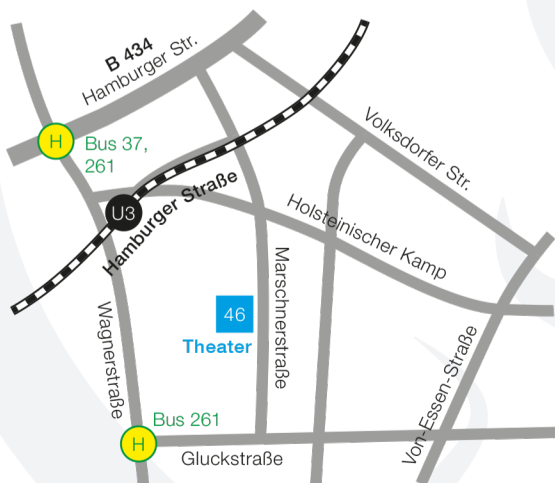 B 434
Hamburger Str.
H
Bus 37,
261
Volksdorfer Str.
U3
Hamburger Straße
Holsteinischer Kamp
Wagnerstraße
46
Theater
Marschnerstraße
Von-Essen-Straße
Bus 261
H
Gluckstraße